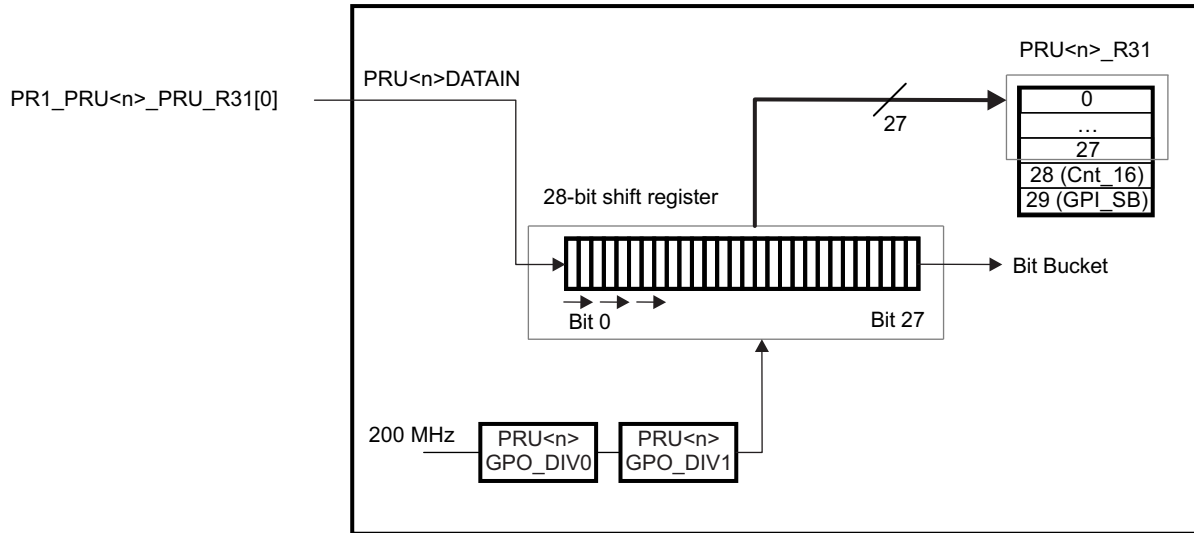 PRU<n>_R31
PRU<n>DATAIN
PR1_PRU<n>_PRU_R31[0]
0
...
27
27
28 (Cnt_16)
29 (GPI_SB)
28-bit shift register
Bit Bucket
Bit 0
Bit 27
200 MHz
PRU<n>
GPO_DIV0
PRU<n>
GPO_DIV1